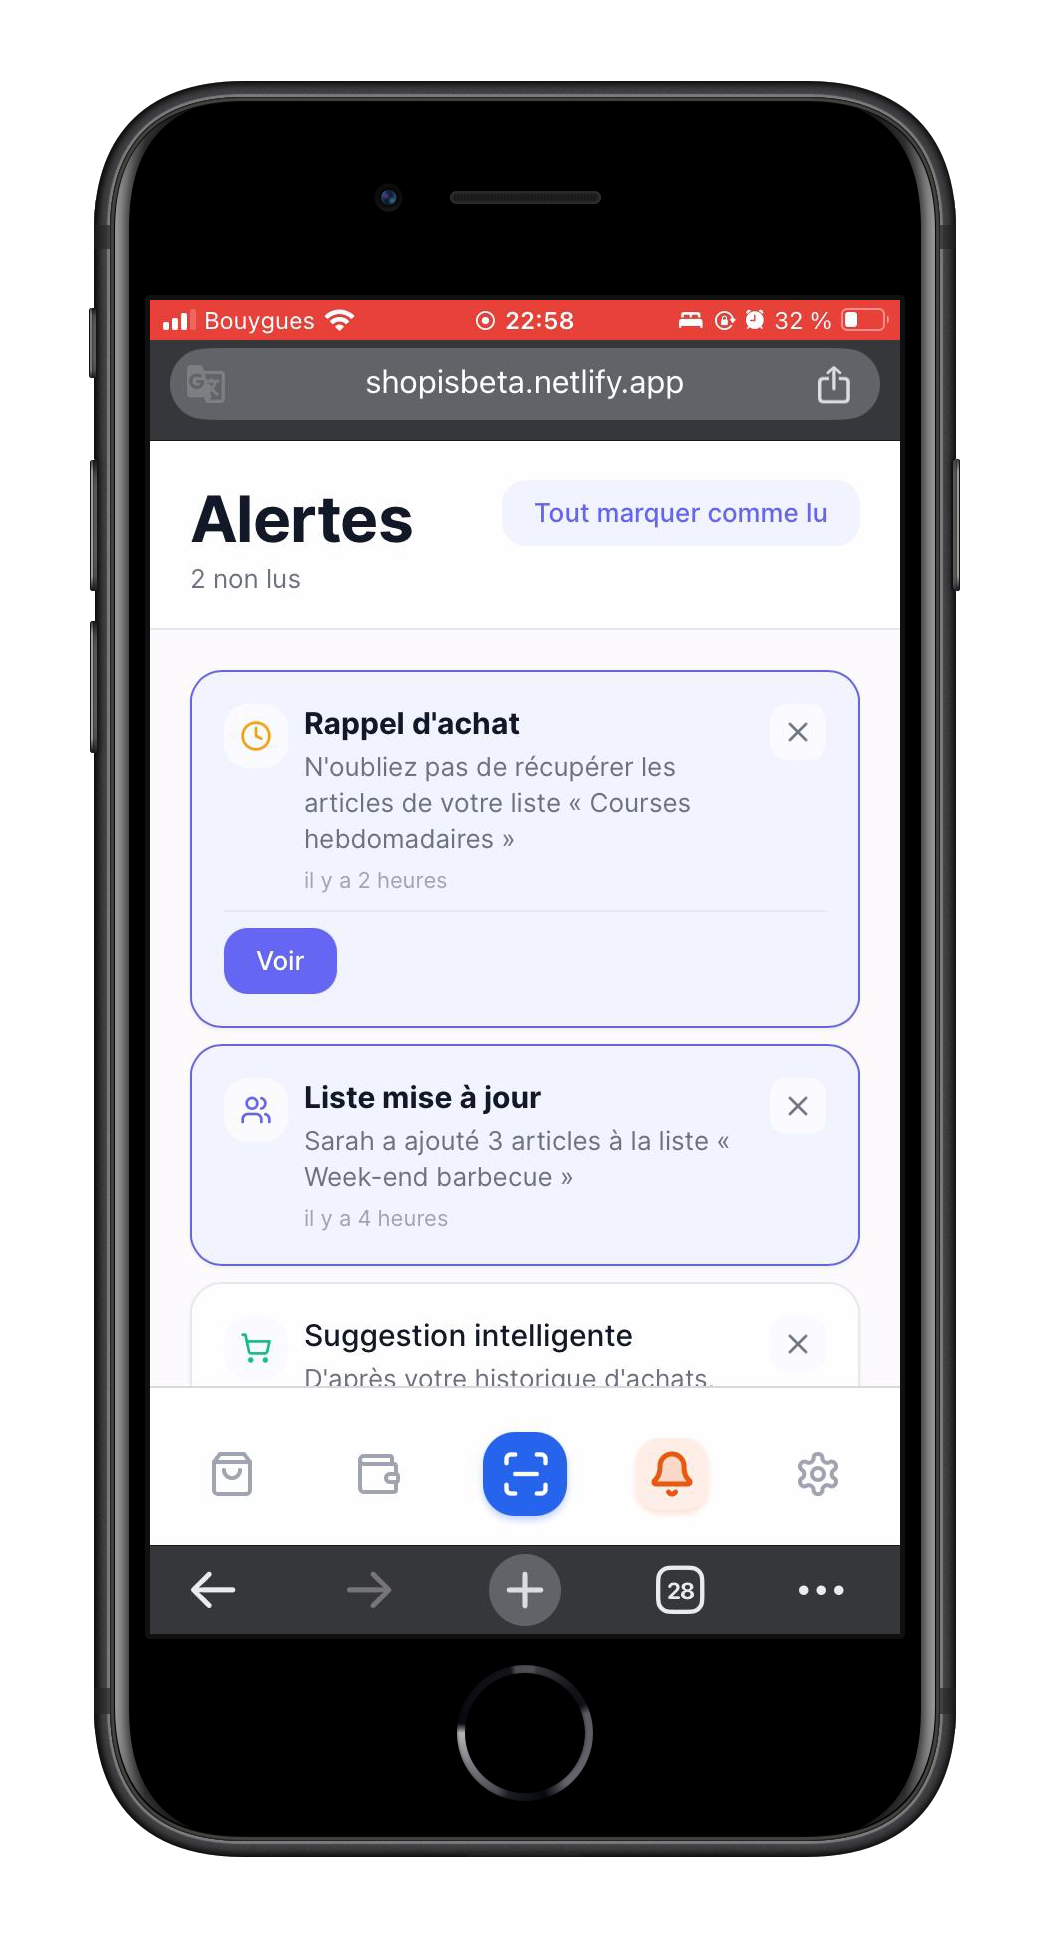 Bouygues 22:58 32 %
shopisbeta.netlify.app
Alertes
Tout marquer comme lu
2 non lus
Rappel d'achat
N'oubliez pas de récupérer les
articles de votre liste « Courses
hebdomadaires »
il y a 2 heures
Voir
Liste mise à jour
Sarah a ajouté 3 articles à la liste «
Week-end barbecue »
il y a 4 heures
Suggestion intelligente
D'après votre historique d'achats,
28